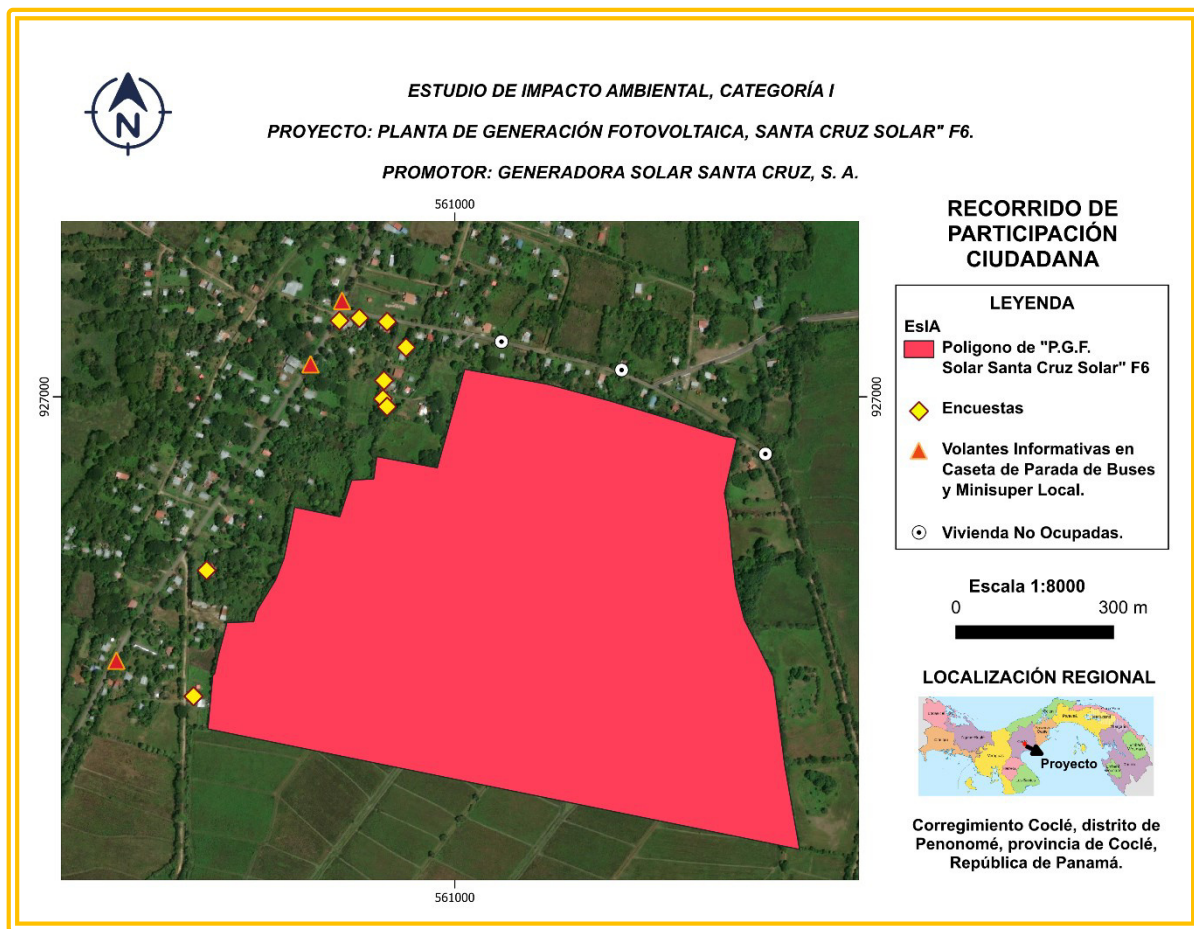 N
ESTUDIO DE IMPACTO AMBIENTAL, CATEGORÍA I
PROYECTO: PLANTA DE GENERACIÓN FOTOVOLTAICA, SANTA CRUZ SOLAR" F6.
PROMOTOR: GENERADORA SOLAR SANTA CRUZ, S. A.
561000
927000
927000
561000
RECORRIDO DE
PARTICIPACIÓN
CIUDADANA
LEYENDA
EsIA
Poligono de "P.G.F.
Solar Santa Cruz Solar" F6
Encuestas
Volantes Informativas en
Caseta de Parada de Buses
y Minisuper Local.
Vivienda No Ocupadas.
Escala 1:8000
0 300 m
LOCALIZACIÓN REGIONAL
Proyecto
Corregimiento Coclé, distrito de
Penonomé, provincia de Coclé,
República de Panamá.